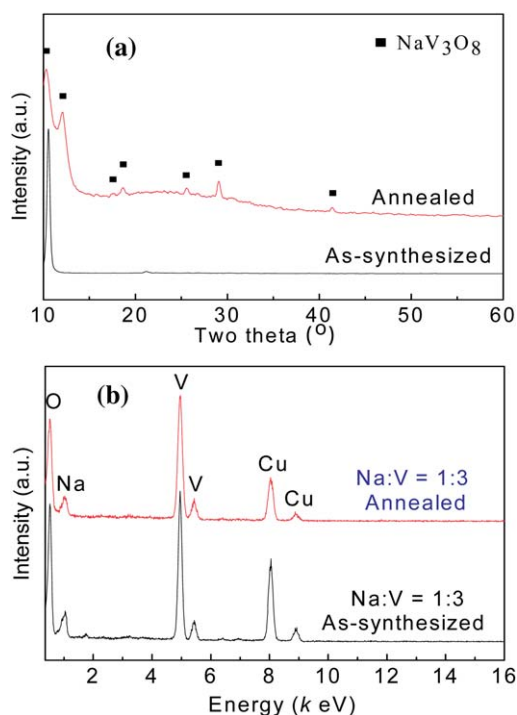 (a)
NaV₃O₈
Annealed
As-synthesized
Intensity (a.u.)
10 20 30 40 50 60
Two theta (°)
(b)
O
Na
V
V
Cu
Cu
Na:V = 1:3
Annealed
Na:V = 1:3
As-synthesized
Intensity (a.u.)
2 4 6 8 10 12 14 16
Energy (k eV)